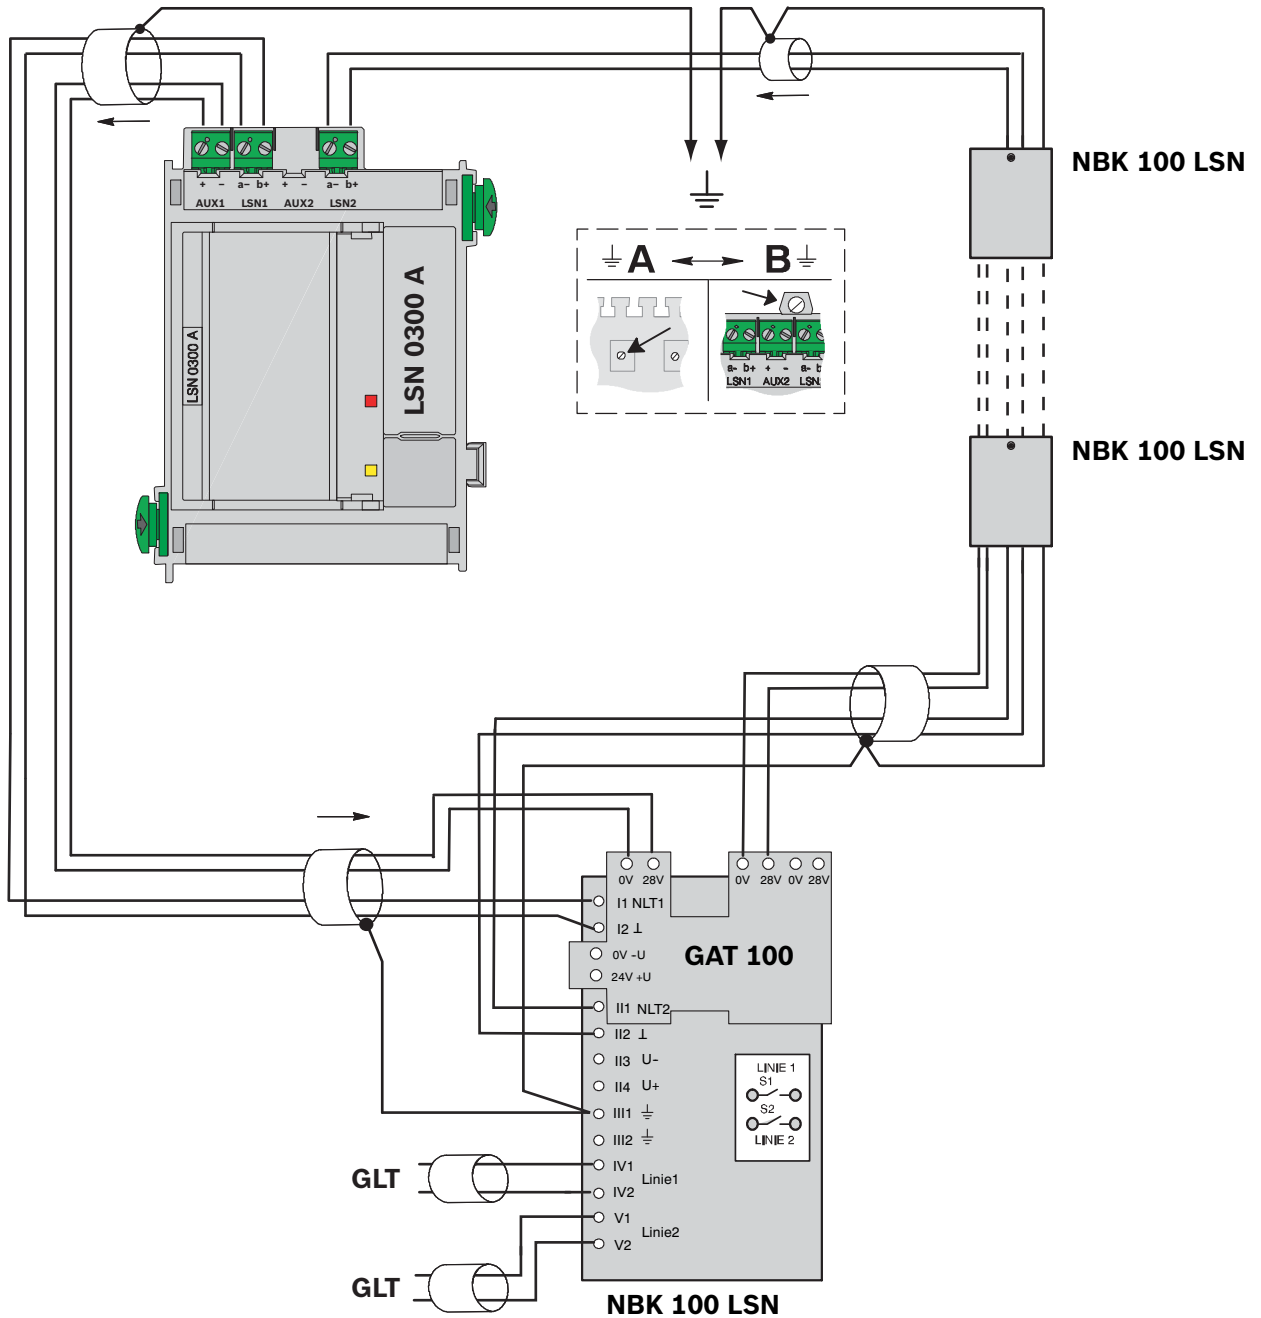 NBK 100 LSN
+ − a− b+ + − a− b+
AUX1 LSN1 AUX2 LSN2
LSN 0300 A
LSN 0300 A
A B
a- b+ + - a- b
LSN1 AUX2 LSN
NBK 100 LSN
0V 28V
0V 28V 0V 28V
I1 NLT1
I2 ⊥
0V -U
24V +U
GAT 100
II1 NLT2
II2 ⊥
II3 U-
II4 U+
III1
III2
LINIE 1
S1
S2
LINIE 2
GLT
IV1
Linie1
IV2
V1
Linie2
V2
GLT
NBK 100 LSN